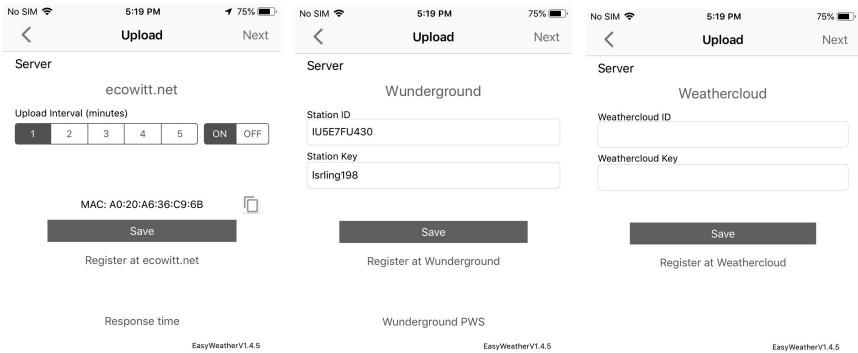 No SIM 5:19 PM 75%
Upload Next
Server
ecowitt.net
Upload Interval (minutes)
1 2 3 4 5 ON OFF
MAC: A0:20:A6:36:C9:6B
Save
Register at ecowitt.net
Response time
EasyWeatherV1.4.5
No SIM 5:19 PM 75%
Upload Next
Server
Wunderground
Station ID
IU5E7FU430
Station Key
lsrling198
Save
Register at Wunderground
Wunderground PWS
EasyWeatherV1.4.5
No SIM 5:19 PM 75%
Upload Next
Server
Weathercloud
Weathercloud ID
Weathercloud Key
Save
Register at Weathercloud
EasyWeatherV1.4.5